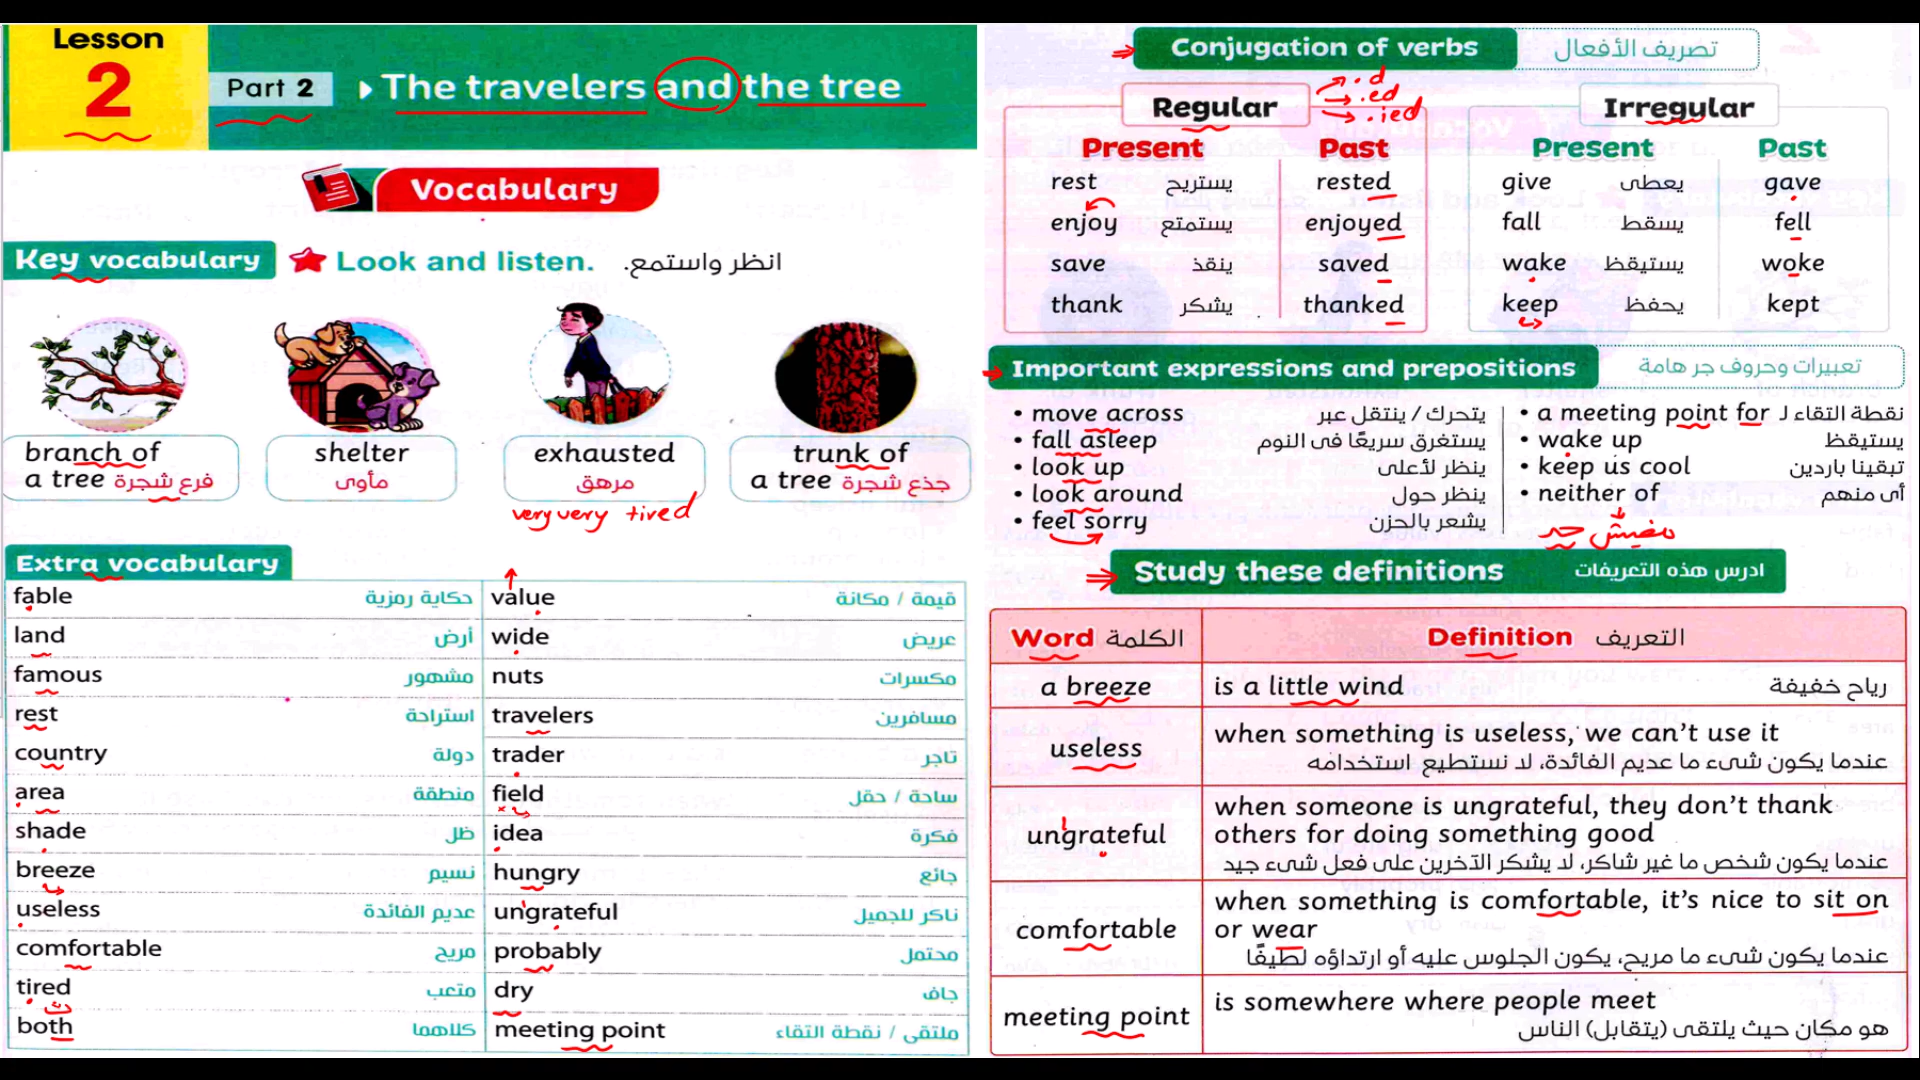 Lesson
2
Part 2
The travelers and the tree
Vocabulary
Key vocabulary
Look and listen. انظر واستمع.
branch of
a tree فرع شجرة
shelter
مأوى
exhausted
مرهق
very very tired
trunk of
a tree جذع شجرة
Extra vocabulary
fable حكاية رمزية
value قيمة / مكانة
land أرض
wide عريض
famous مشهور
nuts مكسرات
rest استراحة
travelers مسافرين
country دولة
trader تاجر
area منطقة
field ساحة / حقل
shade ظل
idea فكرة
breeze نسيم
hungry جائع
useless عديم الفائدة
ungrateful ناكر للجميل
comfortable مريح
probably محتمل
tired متعب
dry جاف
both كلاهما
meeting point ملتقى / نقطة التقاء
Conjugation of verbs تصريف الأفعال
Regular
.d
.ed
.ied
Irregular
Present Past
Present Past
rest يستريح rested
give يعطى gave
enjoy يستمتع enjoyed
fall يسقط fell
save ينقذ saved
wake يستيقظ woke
thank يشكر thanked
keep يحفظ kept
Important expressions and prepositions تعبيرات وحروف جر هامة
• move across يتحرك / ينتقل عبر
• fall asleep يستغرق سريعًا فى النوم
• look up ينظر لأعلى
• look around ينظر حول
• feel sorry يشعر بالحزن
• a meeting point for نقطة التقاء لـ
• wake up يستيقظ
• keep us cool تبقينا باردين
• neither of أى منهم
مفيش حد
Study these definitions ادرس هذه التعريفات
Word الكلمة
Definition التعريف
a breeze
is a little wind رياح خفيفة
useless
when something is useless, we can't use it
عندما يكون شىء ما عديم الفائدة، لا نستطيع استخدامه
ungrateful
when someone is ungrateful, they don't thank
others for doing something good
عندما يكون شخص ما غير شاكر، لا يشكر الآخرين على فعل شىء جيد
comfortable
when something is comfortable, it's nice to sit on
or wear
عندما يكون شىء ما مريح، يكون الجلوس عليه أو ارتداؤه لطيفًا
meeting point
is somewhere where people meet
هو مكان حيث يلتقى (يتقابل) الناس